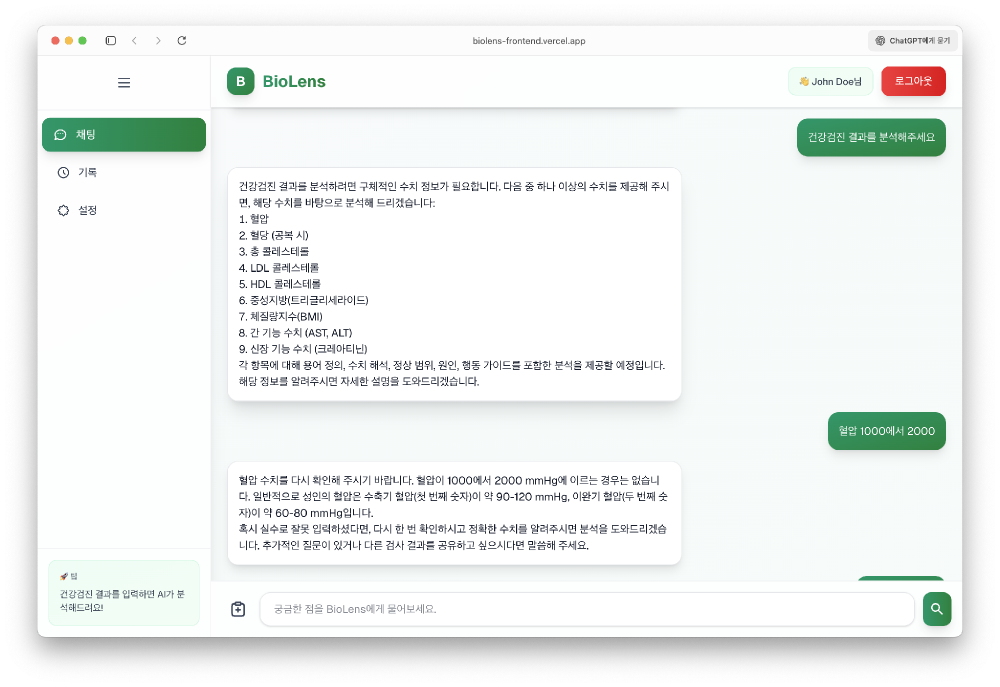 biolens-frontend.vercel.app
ChatGPT에게 묻기
B
BioLens
👋 John Doe님
로그아웃
채팅
기록
설정
건강검진 결과를 분석해주세요
건강검진 결과를 분석하려면 구체적인 수치 정보가 필요합니다. 다음 중 하나 이상의 수치를 제공해 주시
면, 해당 수치를 바탕으로 분석해 드리겠습니다:
1. 혈압
2. 혈당 (공복 시)
3. 총 콜레스테롤
4. LDL 콜레스테롤
5. HDL 콜레스테롤
6. 중성지방(트리글리세라이드)
7. 체질량지수(BMI)
8. 간 기능 수치 (AST, ALT)
9. 신장 기능 수치 (크레아티닌)
각 항목에 대해 용어 정의, 수치 해석, 정상 범위, 원인, 행동 가이드를 포함한 분석을 제공할 예정입니다.
해당 정보를 알려주시면 자세한 설명을 도와드리겠습니다.
혈압 1000에서 2000
혈압 수치를 다시 확인해 주시기 바랍니다. 혈압이 1000에서 2000 mmHg에 이르는 경우는 없습니
다. 일반적으로 성인의 혈압은 수축기 혈압(첫 번째 숫자)이 약 90-120 mmHg, 이완기 혈압(두 번째 숫
자)이 약 60-80 mmHg입니다.
혹시 실수로 잘못 입력하셨다면, 다시 한 번 확인하시고 정확한 수치를 알려주시면 분석을 도와드리겠습
니다. 추가적인 질문이 있거나 다른 검사 결과를 공유하고 싶으시다면 말씀해 주세요.
🚀 팁
건강검진 결과를 입력하면 AI가 분
석해드려요!
궁금한 점을 BioLens에게 물어보세요.